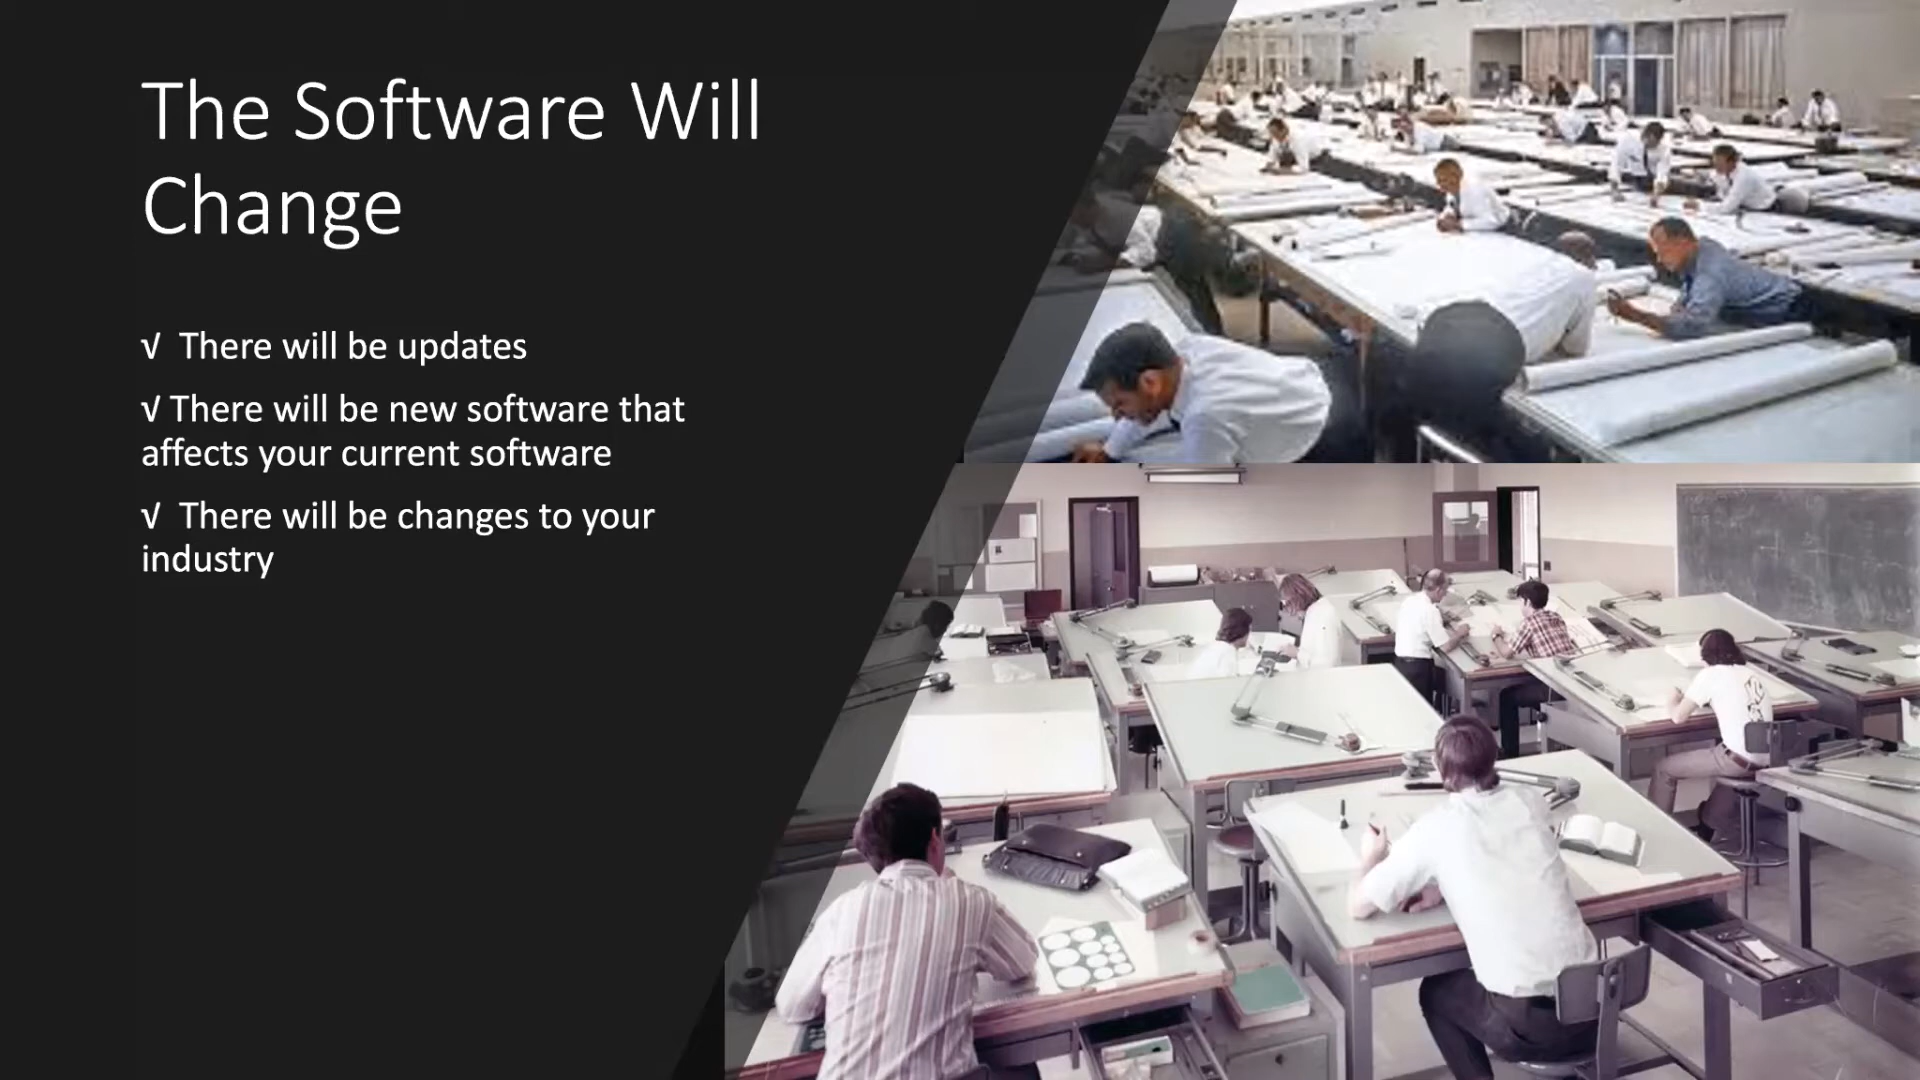 The Software Will
Change
√ There will be updates
√ There will be new software that
affects your current software
√ There will be changes to your
industry